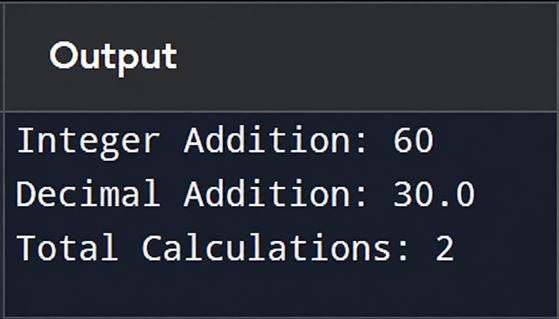 Output
Integer Addition: 60
Decimal Addition: 30.0
Total Calculations: 2